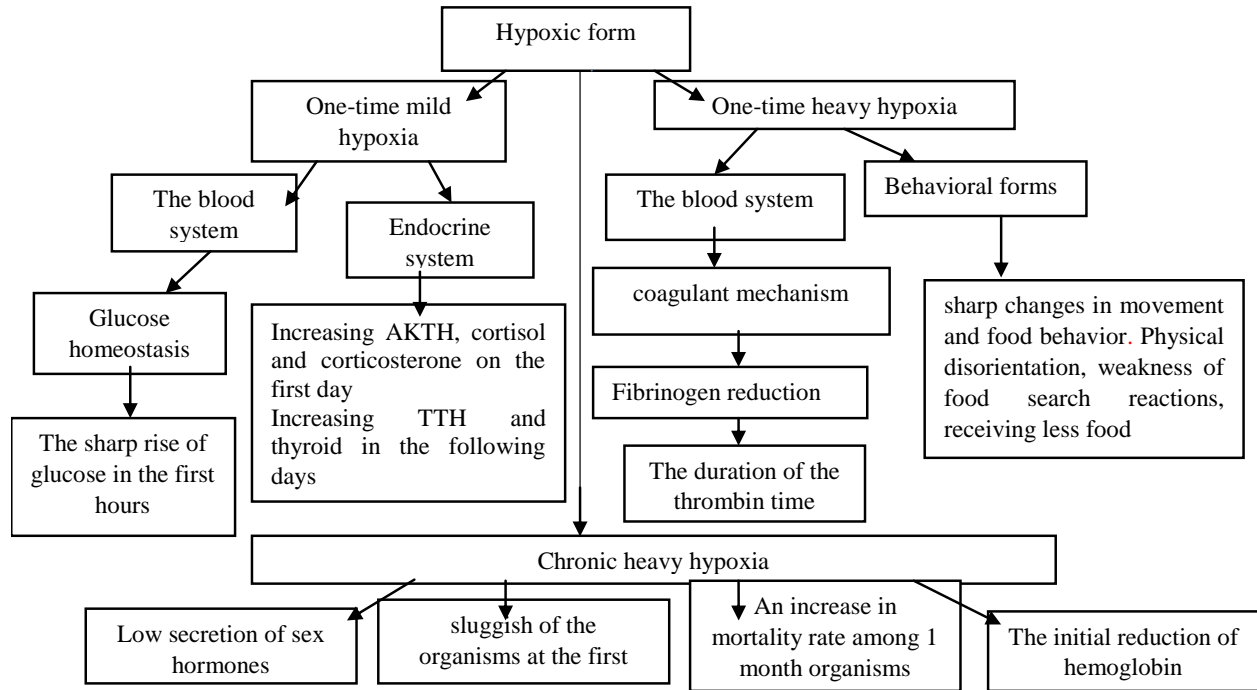 Hypoxic form
One-time mild
hypoxia
One-time heavy hypoxia
The blood
system
Endocrine
system
The blood system
Behavioral forms
Glucose
homeostasis
Increasing AKTH, cortisol
and corticosterone on the
first day
Increasing TTH and
thyroid in the following
days
coagulant mechanism
sharp changes in movement
and food behavior. Physical
disorientation, weakness of
food search reactions,
receiving less food
Fibrinogen reduction
The sharp rise of
glucose in the first
hours
The duration of the
thrombin time
Chronic heavy hypoxia
Low secretion of sex
hormones
sluggish of the
organisms at the first
An increase in
mortality rate among 1
month organisms
The initial reduction of
hemoglobin